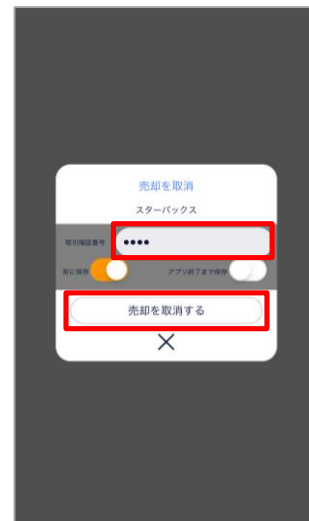 売却を取消
スターバックス
取引暗証番号 ••••
常に保存 アプリ終了まで保存
売却を取消する